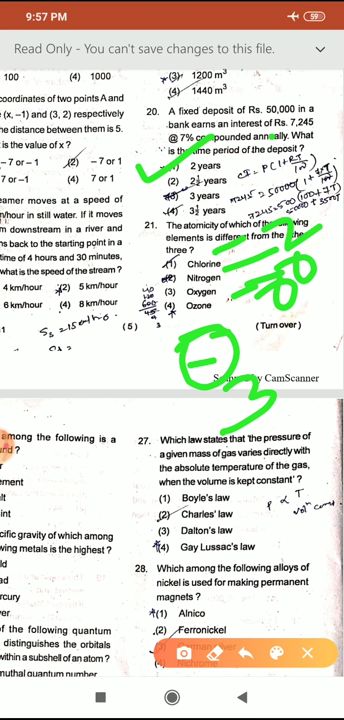 9:57 PM
59
Read Only - You can't save changes to this file.
100 (4) 1000
coordinates of two points A and
(x, −1) and (3, 2) respectively
he distance between them is 5.
is the value of x?
– 7 or – 1 (2) – 7 or 1
7 or –1 (4) 7 or 1
eamer moves at a speed of
n/hour in still water. If it moves
m downstream in a river and
ns back to the starting point in a
time of 4 hours and 30 minutes,
what is the speed of the stream ?
4 km/hour (2) 5 km/hour
6 km/hour (4) 8 km/hour
(5)
(3) 1200 m³
(4) 1440 m³
20. A fixed deposit of Rs. 50,000 in a
bank earns an interest of Rs. 7,245
@ 7% compounded annually. What
is the time period of the deposit ?
(1) 2 years
(2) 2½ years
(3) 3 years
(4) 3½ years
21. The atomicity of which of the following
elements is different from the
three ?
(1) Chlorine
(2) Nitrogen
(3) Oxygen
(4) Ozone
(Turn over)
by CamScanner
2
3
among the following is a
und ?
r
ement
alt
int
cific gravity of which among
wing metals is the highest ?
ld
ad
rcury
ver
of the following quantum
distinguishes the orbitals
within a subshell of an atom ?
muthal quantum number
27. Which law states that 'the pressure of
a given mass of gas varies directly with
the absolute temperature of the gas,
when the volume is kept constant' ?
(1) Boyle's law
(2) Charles' law
(3) Dalton's law
(4) Gay Lussac's law
P ∝ T
28. Which among the following alloys of
nickel is used for making permanent
magnets ?
(1) Alnico
(2) Ferronickel